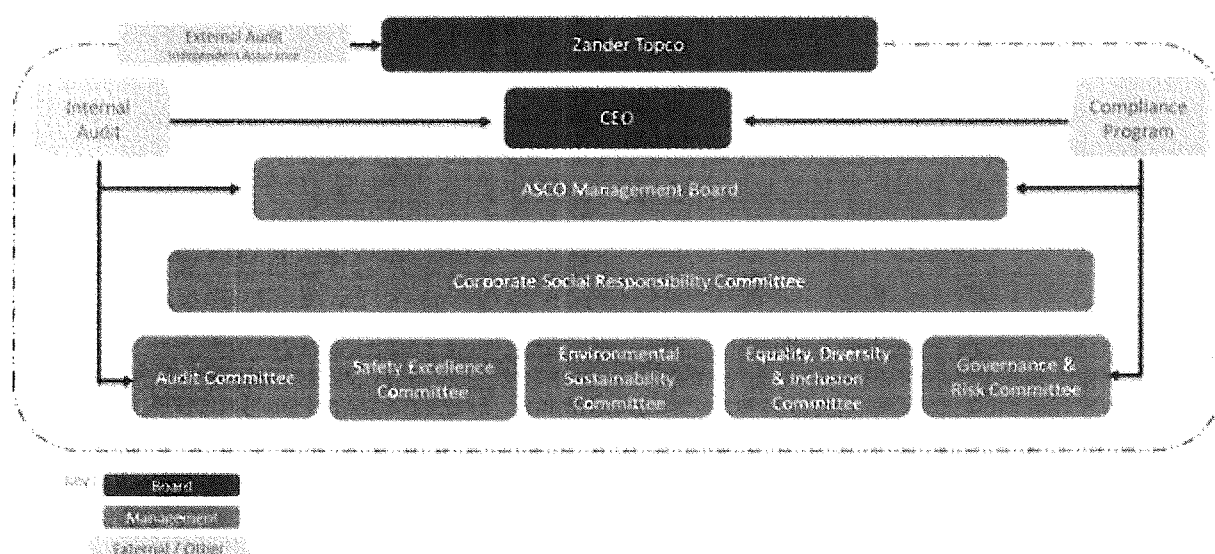 External Audit
Independent Assurance
Zander Topco
Internal
Audit
CEO
Compliance
Program
ASCO Management Board
Corporate Social Responsibility Committee
Audit Committee
Safety Excellence
Committee
Environmental
Sustainability
Committee
Equality, Diversity
& Inclusion
Committee
Governance &
Risk Committee
Key:
Board
Management
External / Other